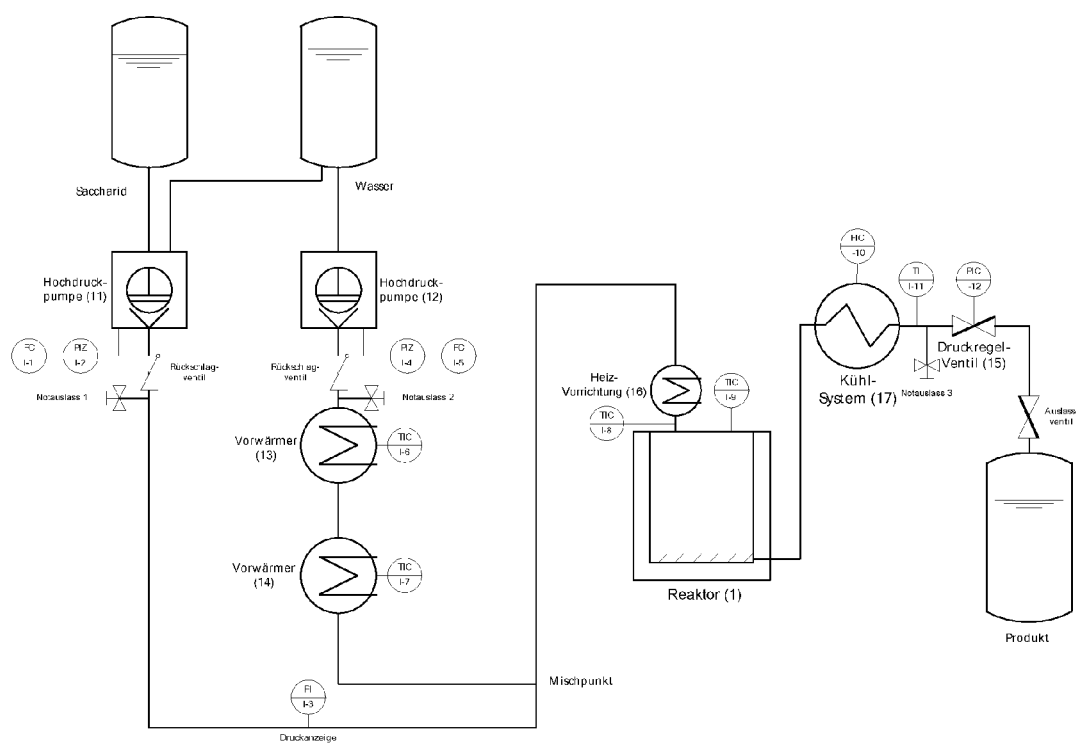 Saccharid
Wasser
Hochdruck-
pumpe (11)
Hochdruck-
pumpe (12)
FC
I-1
PIZ
I-2
Rückschlag-
ventil
Rückschlag-
ventil
PIZ
I-4
FC
I-5
Notauslass 1
Notauslass 2
Vorwärmer
(13)
TIC
I-6
Vorwärmer
(14)
TIC
I-7
PI
I-3
Druckanzeige
Mischpunkt
Heiz-
Vorrichtung (16)
TIC
I-8
TIC
I-9
Reaktor (1)
-10
Kühl-
System (17)
TI
I-11
PIC
-12
Druckregel-
Ventil (15)
Notauslass 3
Auslass
ventil
Produkt